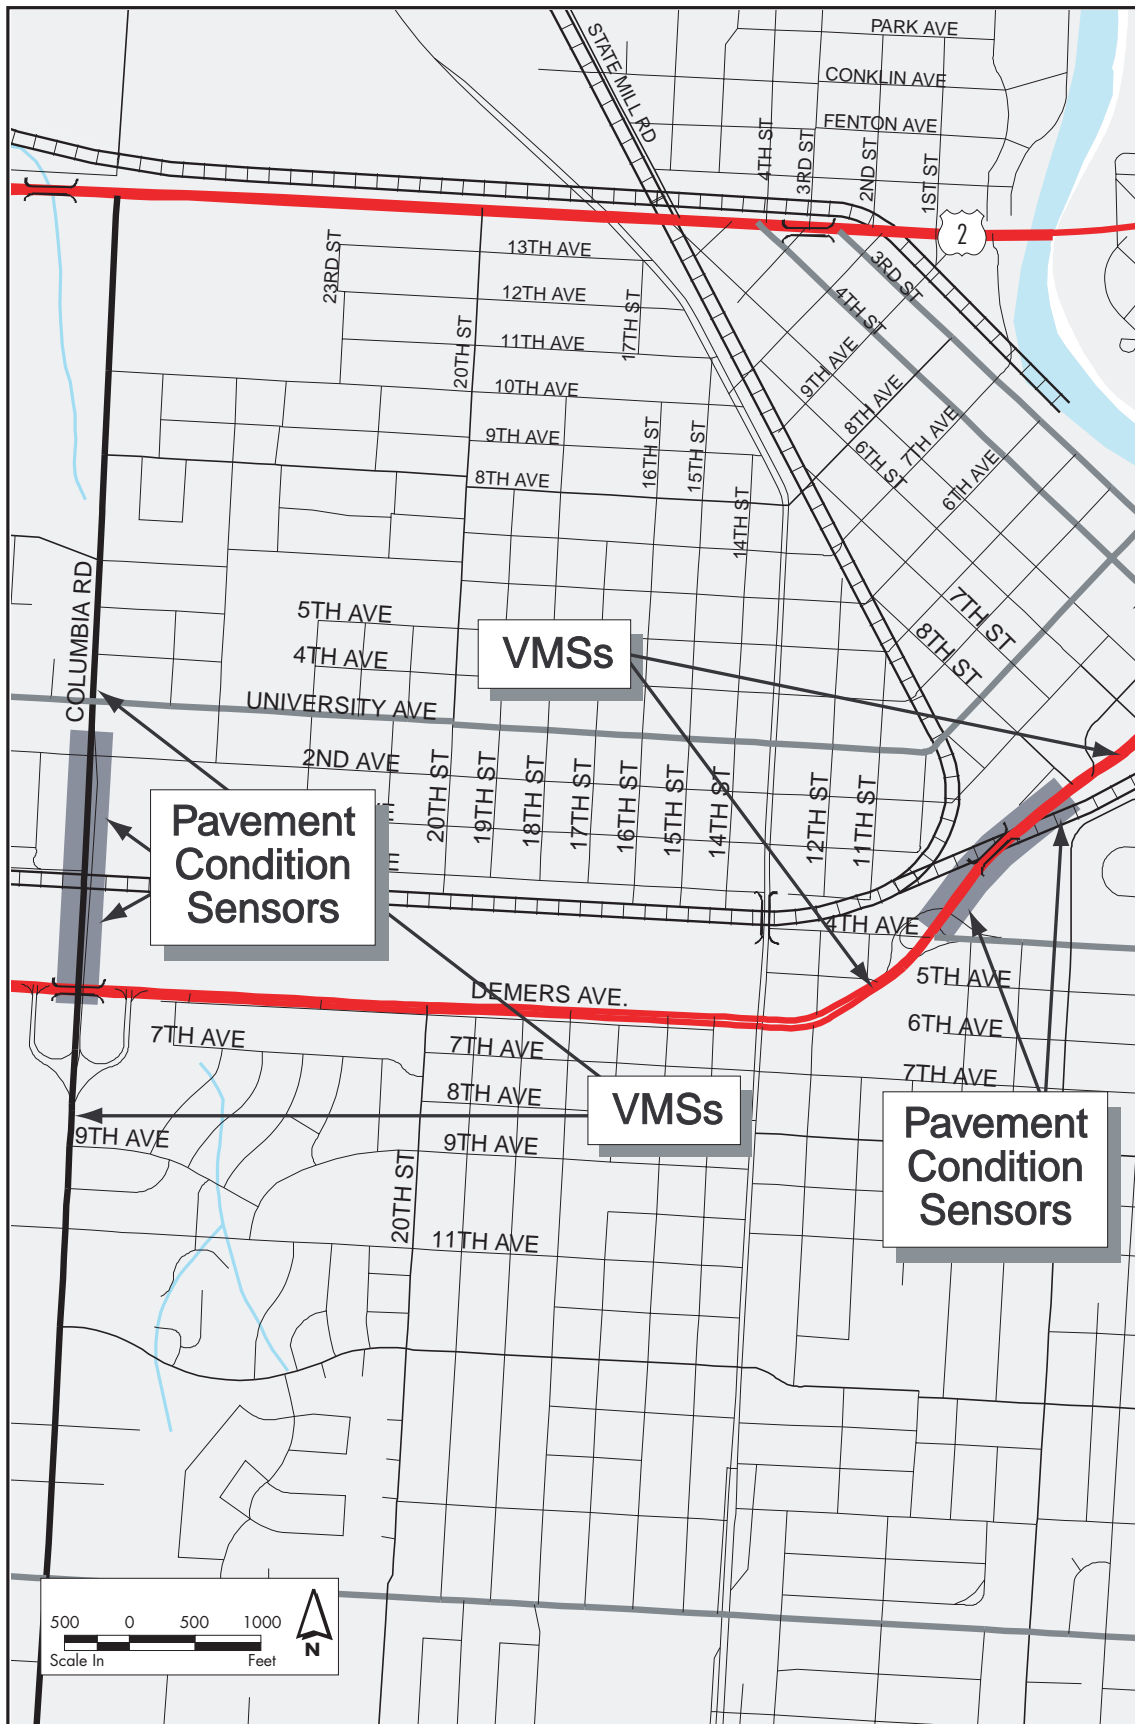 PARK AVE
STATE MILL RD
CONKLIN AVE
FENTON AVE
4TH ST
3RD ST
2ND ST
1ST ST
2
23RD ST
13TH AVE
12TH AVE
17TH ST
11TH AVE
20TH ST
10TH AVE
9TH AVE
8TH AVE
16TH ST
15TH ST
14TH ST
3RD ST
4TH ST
9TH AVE
8TH AVE
7TH AVE
6TH ST
6TH AVE
7TH ST
8TH ST
COLUMBIA RD
5TH AVE
4TH AVE
UNIVERSITY AVE
2ND AVE
VMSs
20TH ST
19TH ST
18TH ST
17TH ST
16TH ST
15TH ST
14TH ST
12TH ST
11TH ST
Pavement
Condition
Sensors
4TH AVE
5TH AVE
6TH AVE
7TH AVE
DEMERS AVE.
7TH AVE
7TH AVE
8TH AVE
9TH AVE
9TH AVE
20TH ST
11TH AVE
VMSs
Pavement
Condition
Sensors
500 0 500 1000
Scale In Feet
N